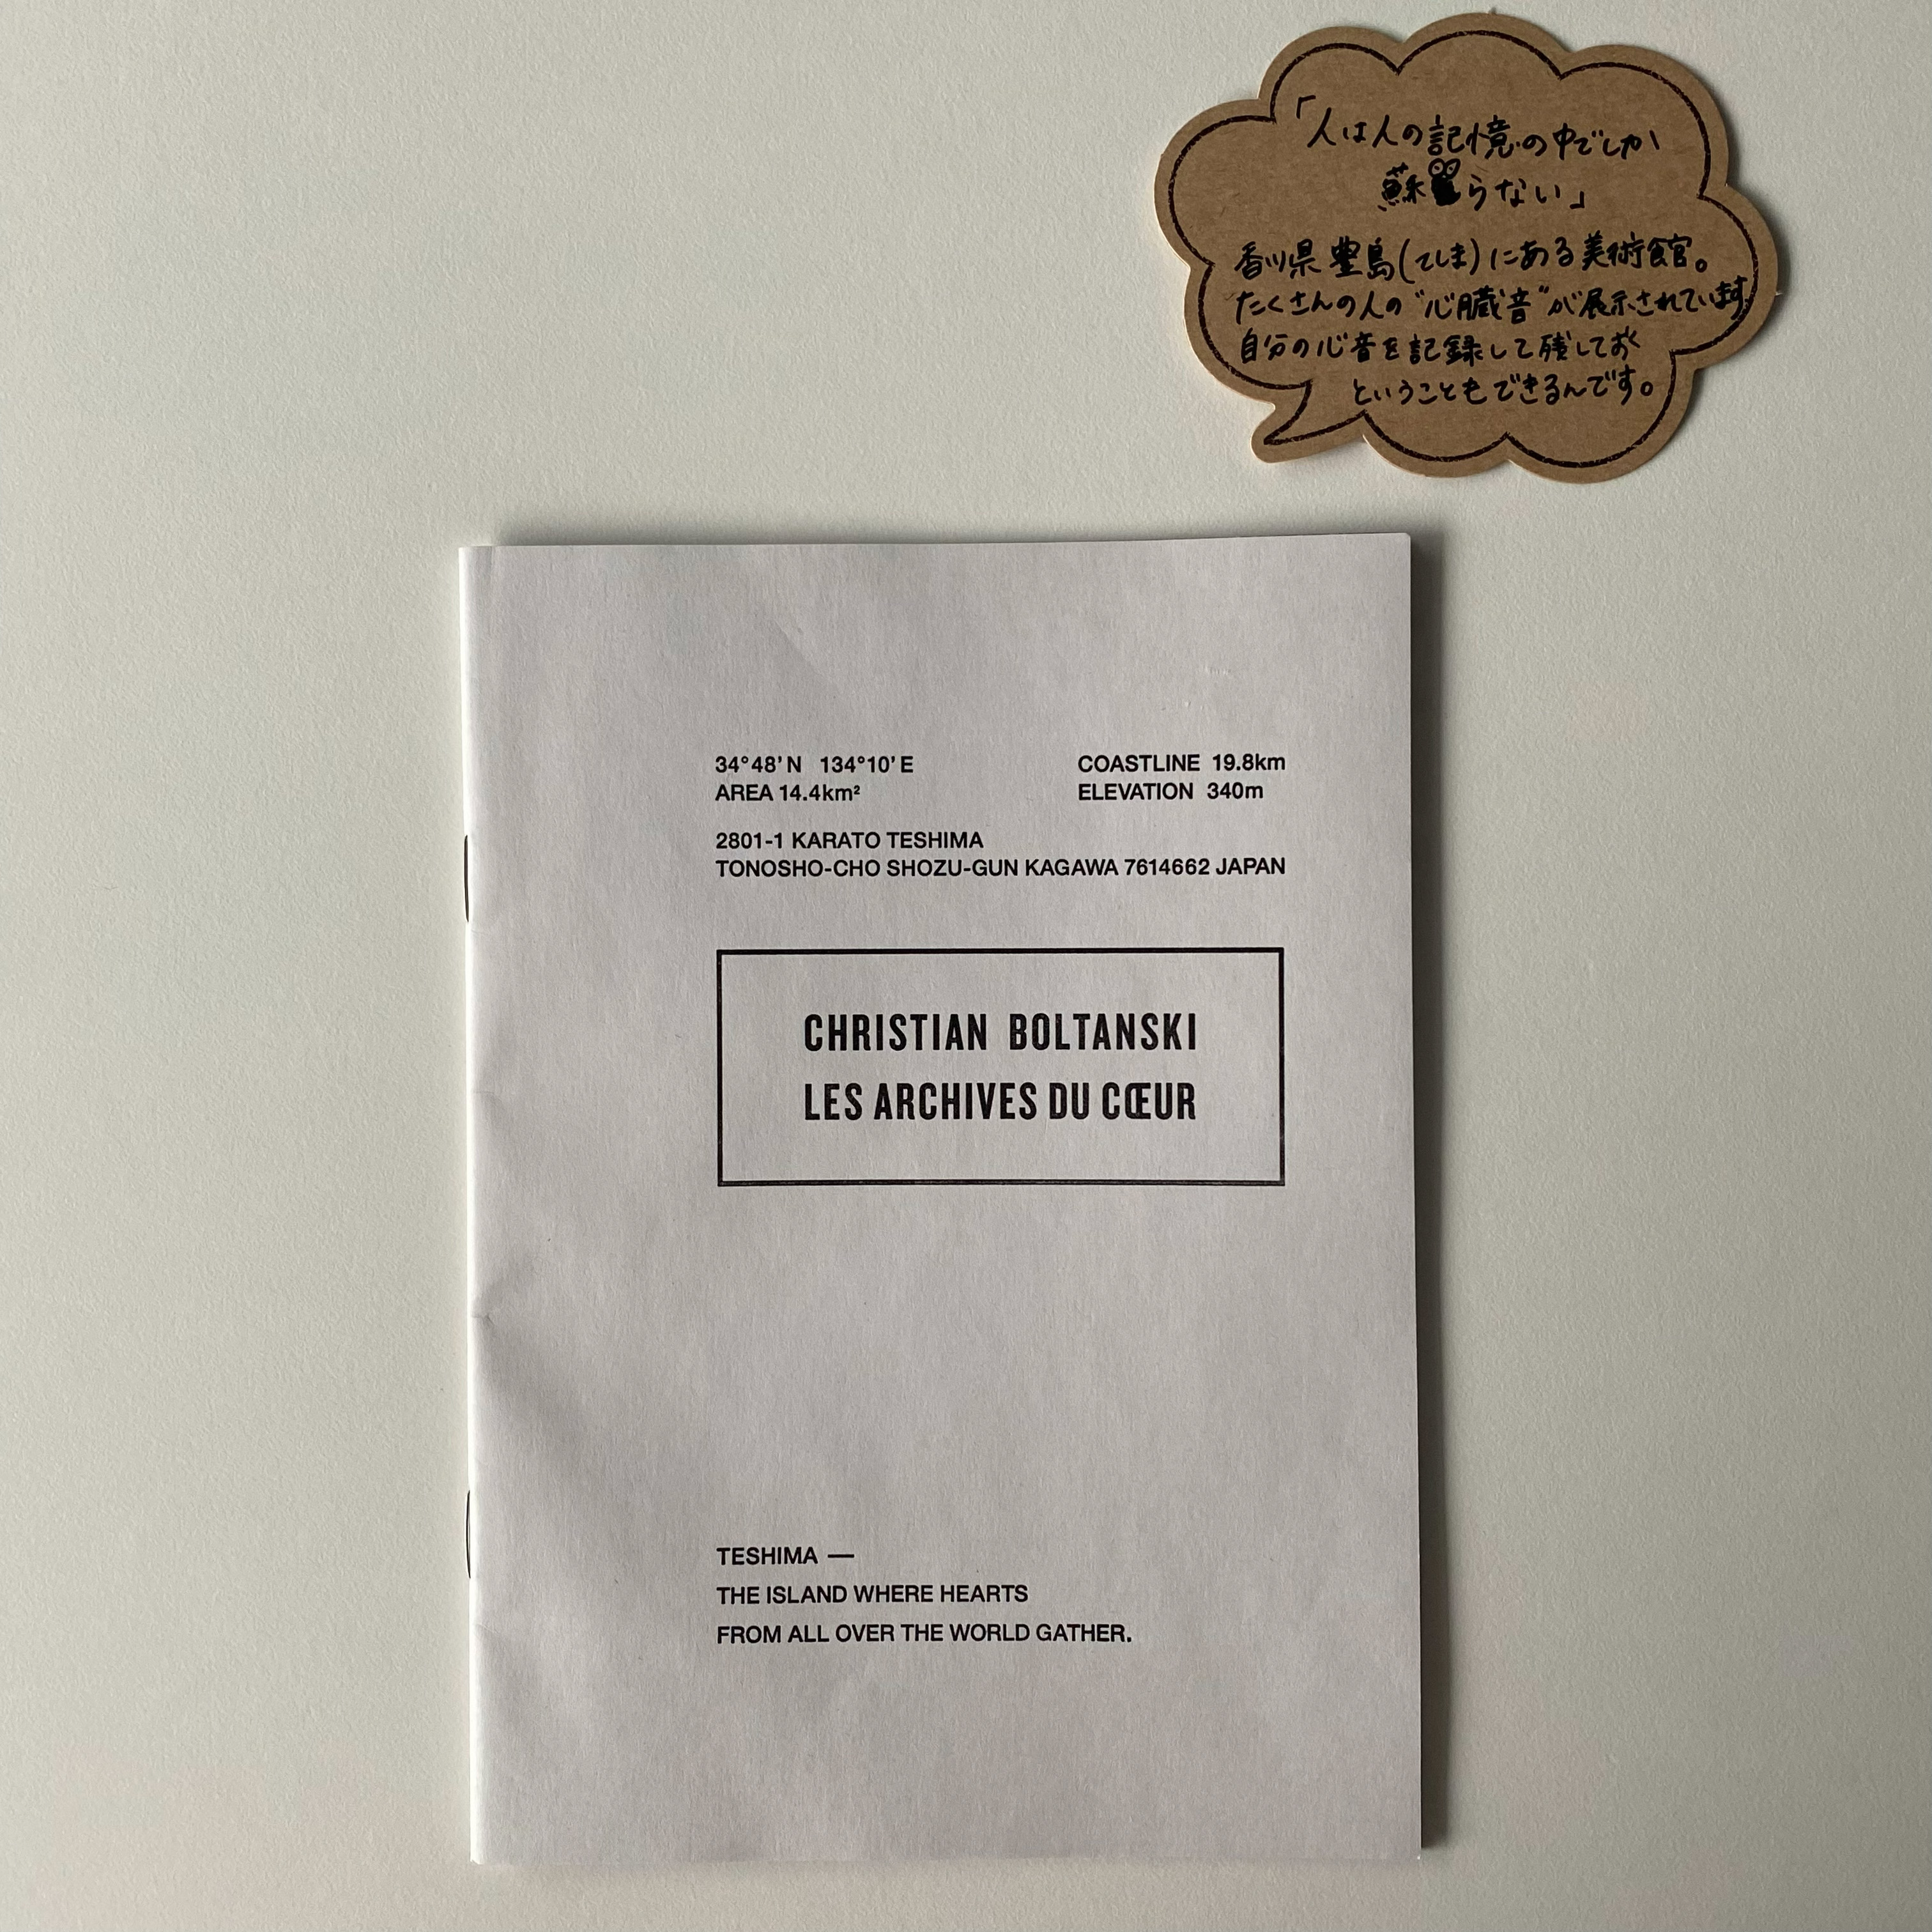 「人は人の記憶の中でしか
蘇らない」
香川県豊島(てしま)にある美術館。
たくさんの人の“心臓音”が展示されています
自分の心音を記録して残しておく
ということもできるんです。
34°48’N 134°10’E COASTLINE 19.8km
AREA 14.4km² ELEVATION 340m
2801-1 KARATO TESHIMA
TONOSHO-CHO SHOZU-GUN KAGAWA 7614662 JAPAN
CHRISTIAN BOLTANSKI
LES ARCHIVES DU CŒUR
TESHIMA —
THE ISLAND WHERE HEARTS
FROM ALL OVER THE WORLD GATHER.